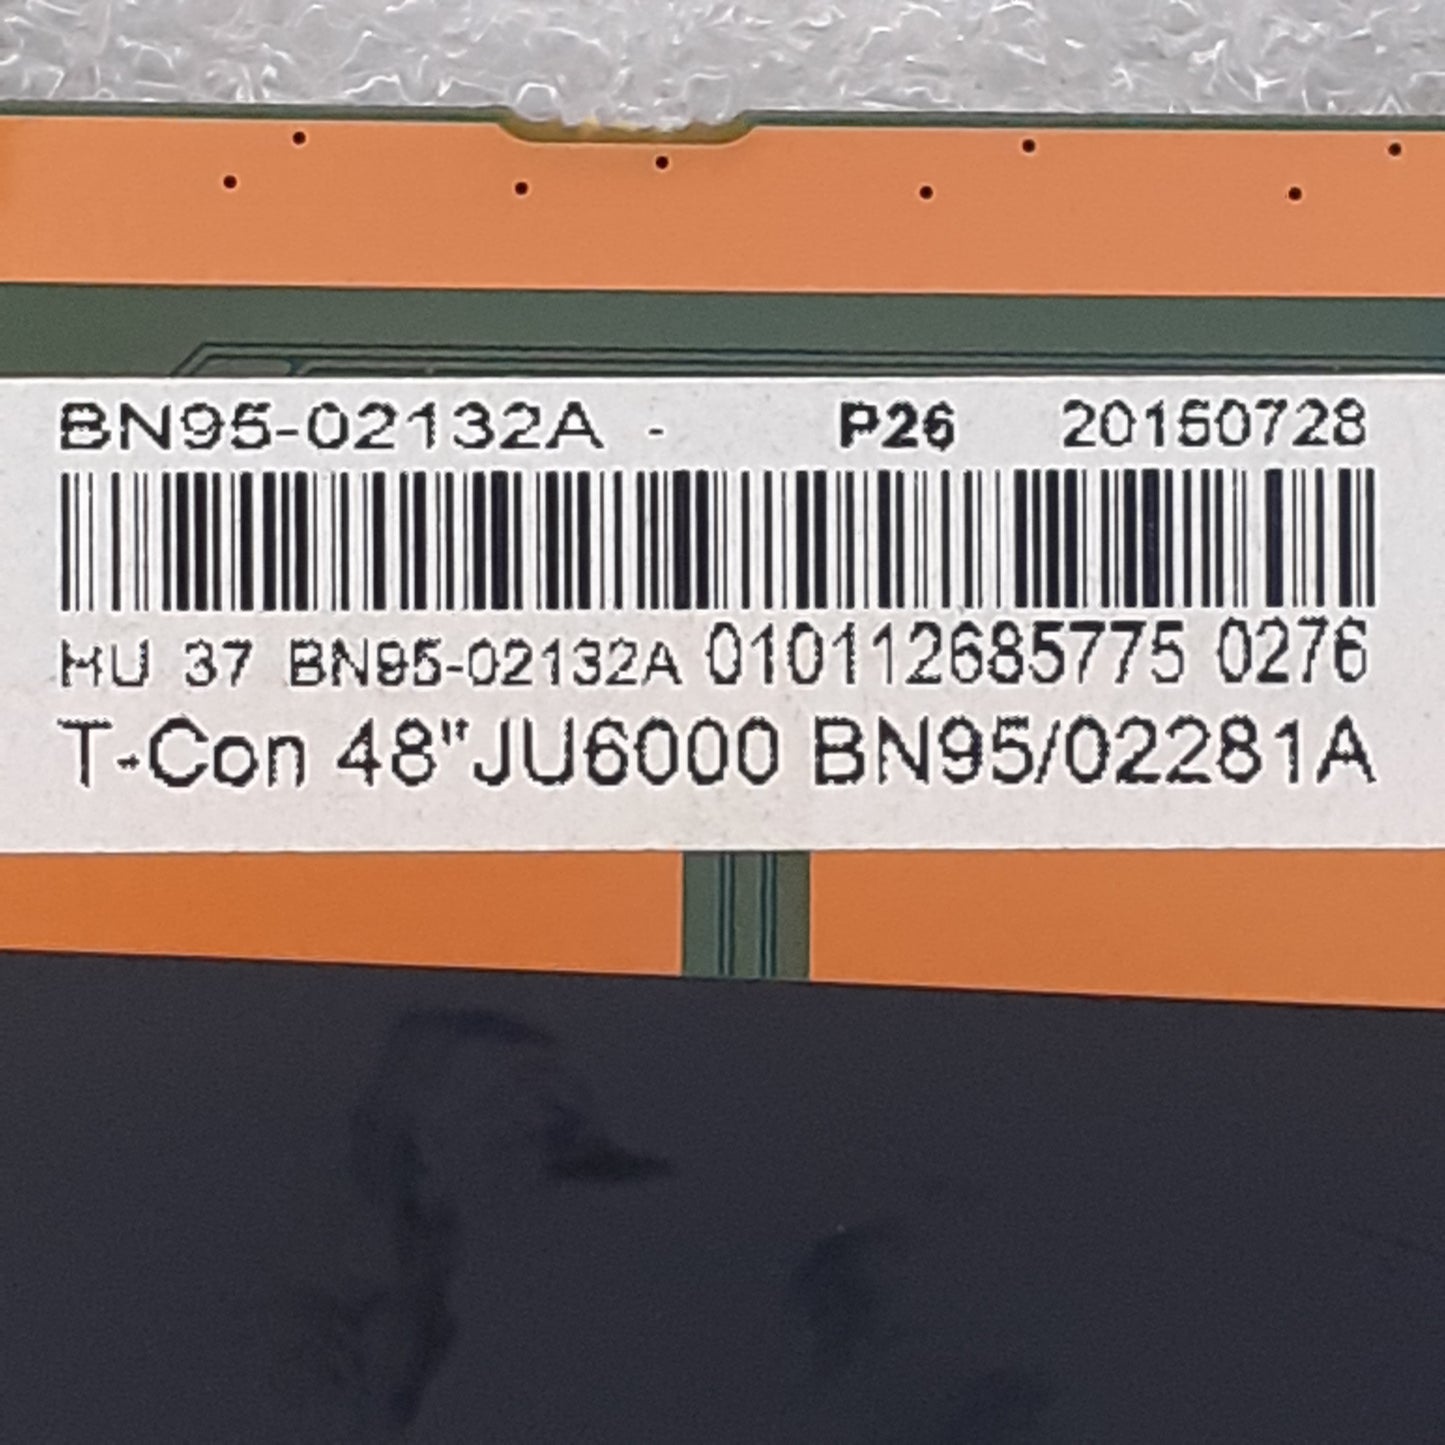 BN95-02132A - P26 20150728
HU 37 BN95-02132A 010112685775 0276
T-Con 48"JU6000 BN95/02281A